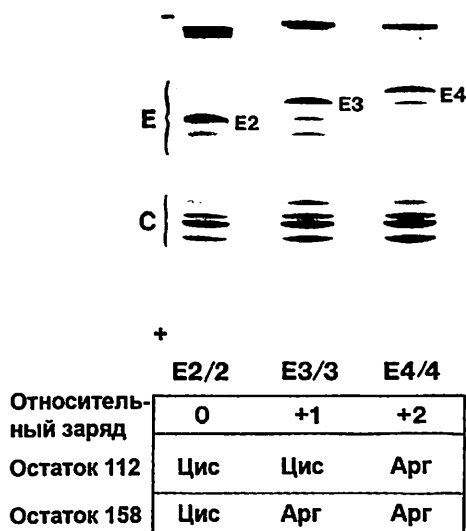 −
E E2 E3 E4
C
+
E2/2 E3/3 E4/4
Относитель-
ный заряд 0 +1 +2
Остаток 112 Цис Цис Арг
Остаток 158 Цис Арг Арг